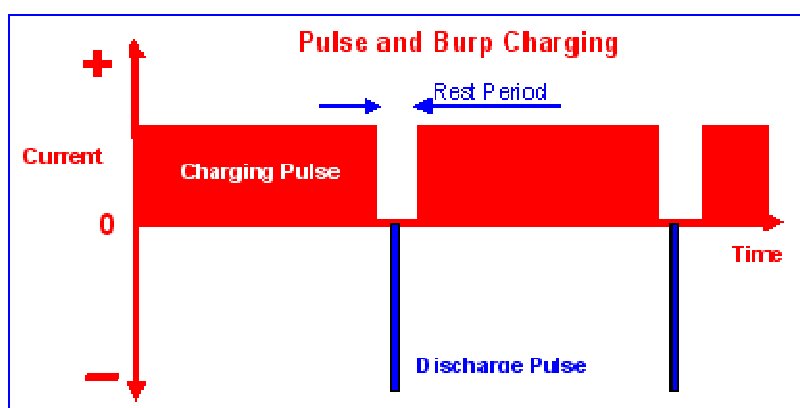 Pulse and Burp Charging
+
Rest Period
Current
Charging Pulse
0
Time
Discharge Pulse
−